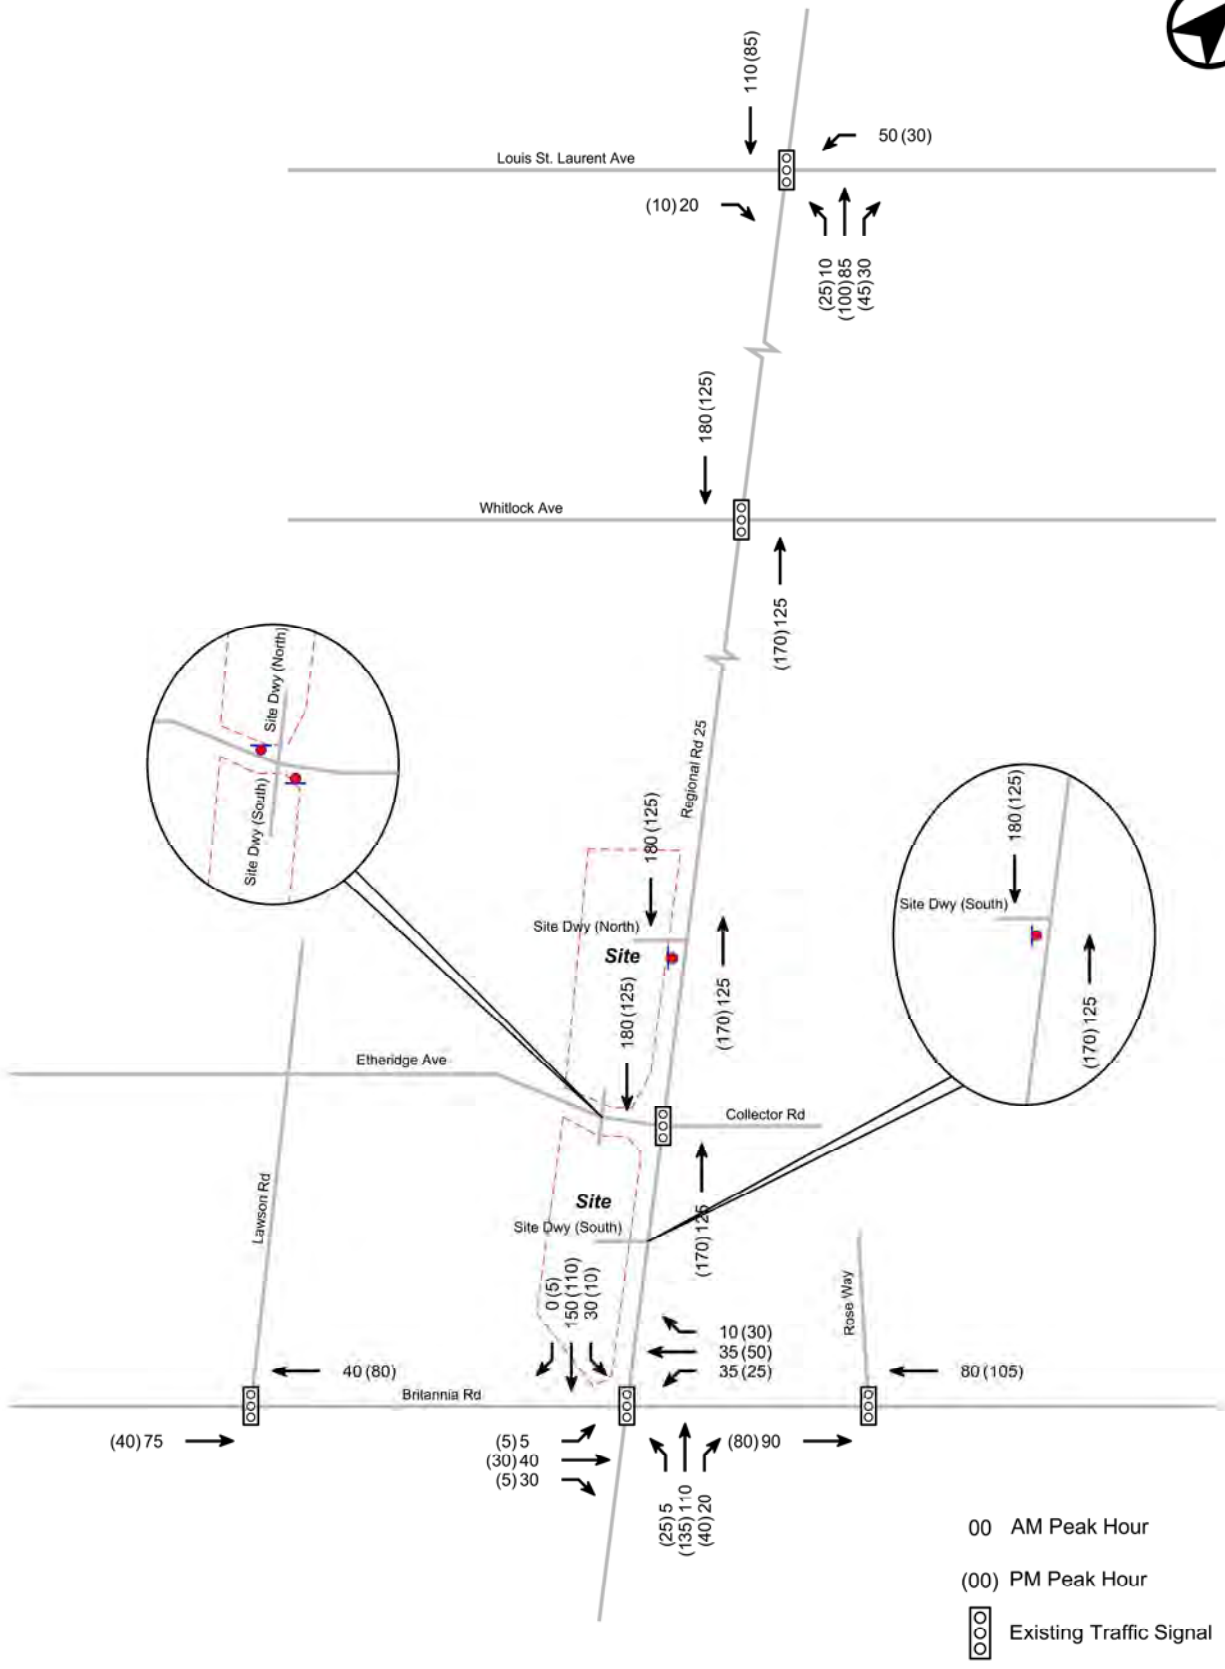 110 (85)
50 (30)
Louis St. Laurent Ave
(10) 20
(25) 10
(100) 85
(45) 30
180 (125)
Whitlock Ave
(170) 125
Site Dwy (North)
Site Dwy (South)
Regional Rd 25
180 (125)
Site Dwy (North)
Site
(170) 125
180 (125)
Site Dwy (South)
(170) 125
180 (125)
Etheridge Ave
Collector Rd
Lawson Rd
Site
Site Dwy (South)
(170) 125
0 (5)
150 (110)
30 (10)
Rose Way
10 (30)
35 (50)
35 (25)
40 (80)
80 (105)
Britannia Rd
(40) 75
(5) 5
(30) 40
(5) 30
(80) 90
(25) 5
(135) 110
(40) 20
00 AM Peak Hour
(00) PM Peak Hour
Existing Traffic Signal